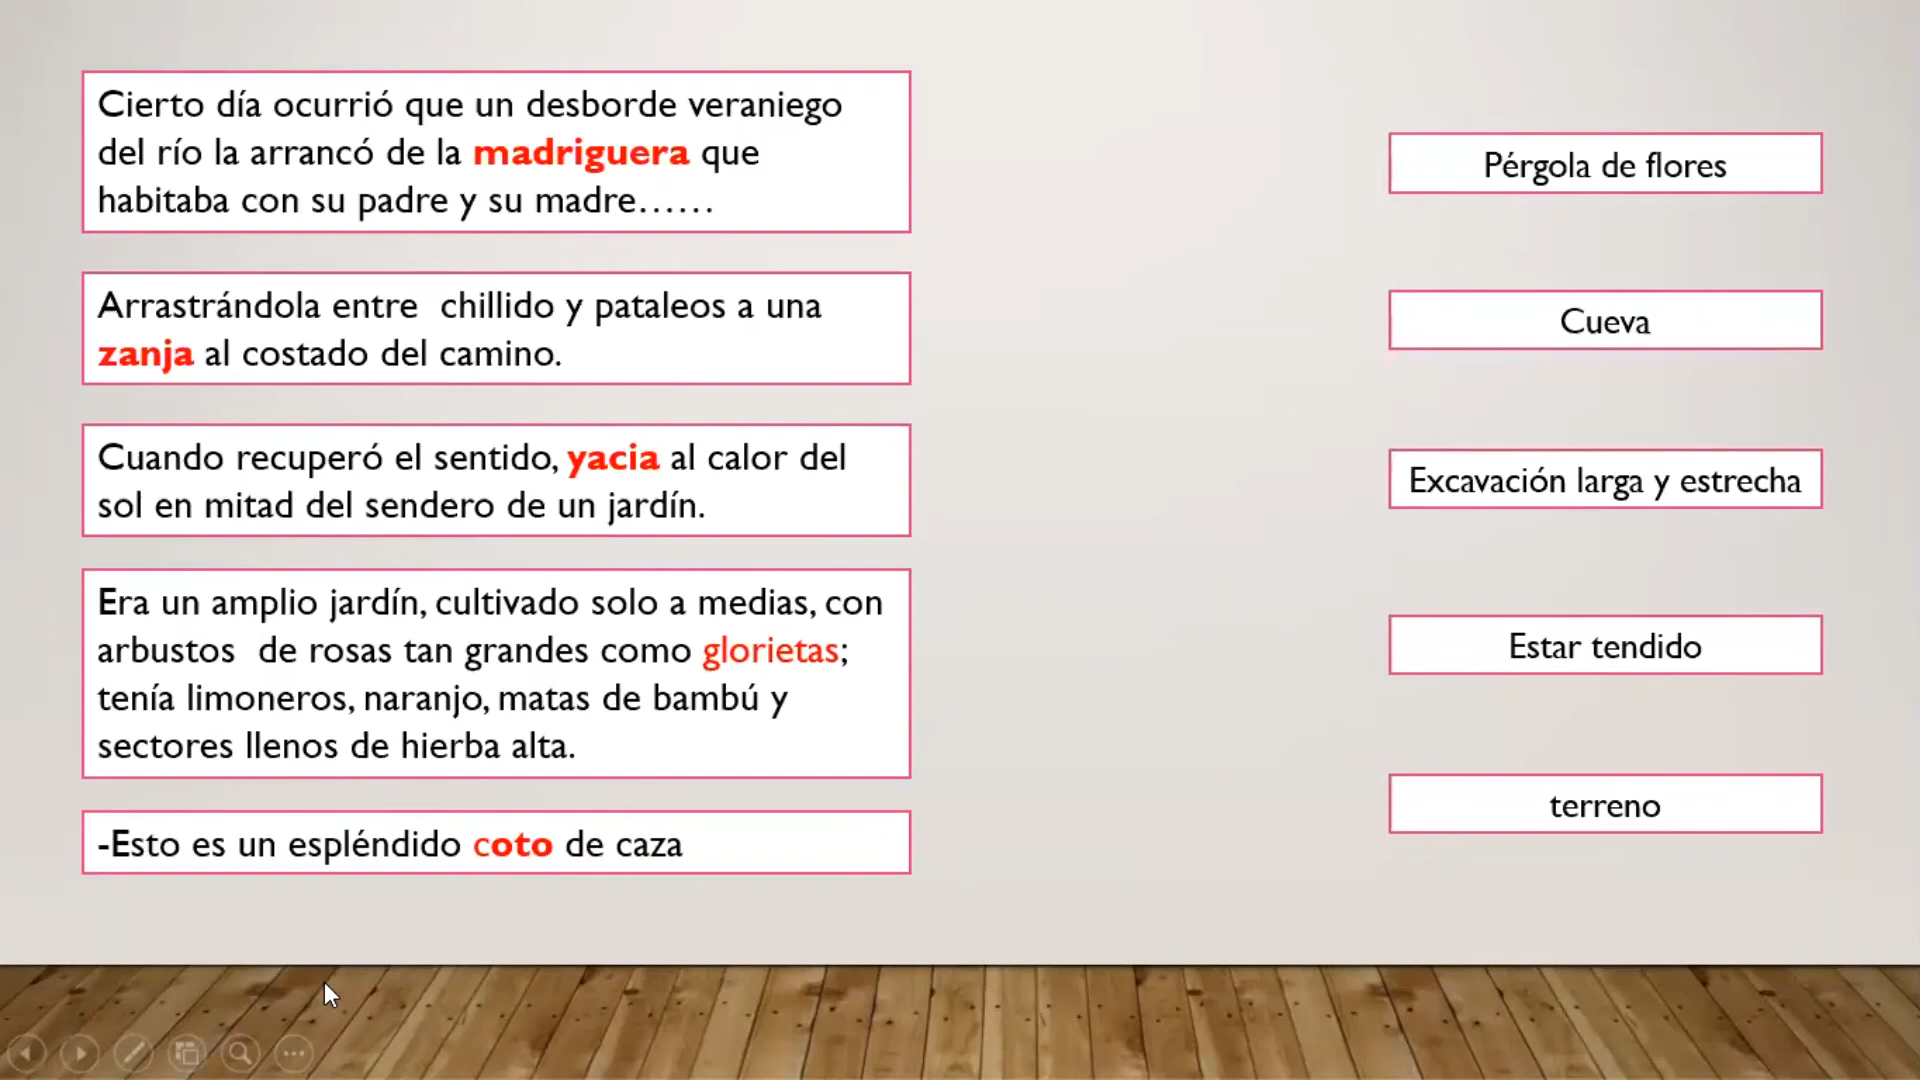 Cierto día ocurrió que un desborde veraniego
del río la arrancó de la madriguera que
habitaba con su padre y su madre……
Arrastrándola entre  chillido y pataleos a una
zanja al costado del camino.
Cuando recuperó el sentido, yacia al calor del
sol en mitad del sendero de un jardín.
Era un amplio jardín, cultivado solo a medias, con
arbustos  de rosas tan grandes como glorietas;
tenía limoneros, naranjo, matas de bambú y
sectores llenos de hierba alta.
-Esto es un espléndido coto de caza
Pérgola de flores
Cueva
Excavación larga y estrecha
Estar tendido
terreno